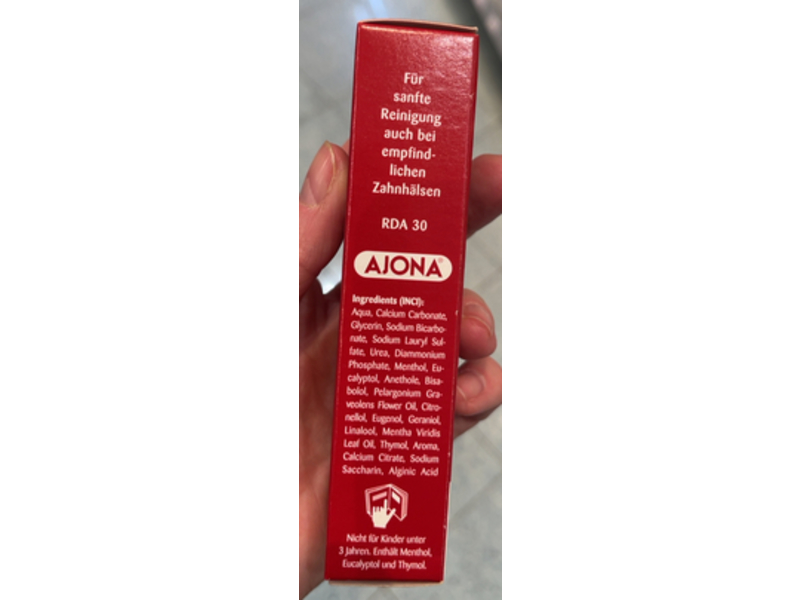 Für
sanfte
Reinigung
auch bei
empfind-
lichen
Zahnhälsen
RDA 30
AJONA®
Ingredients (INCI):
Aqua, Calcium Carbonate,
Glycerin, Sodium Bicarbo-
nate, Sodium Lauryl Sul-
fate, Urea, Diammonium
Phosphate, Menthol, Eu-
calyptol, Anethole, Bisa-
bolol, Pelargonium Gra-
veolens Flower Oil, Citro-
nellol, Eugenol, Geraniol,
Linalool, Mentha Viridis
Leaf Oil, Thymol, Aroma,
Calcium Citrate, Sodium
Saccharin, Alginic Acid
Nicht für Kinder unter
3 Jahren. Enthält Menthol,
Eucalyptol und Thymol.